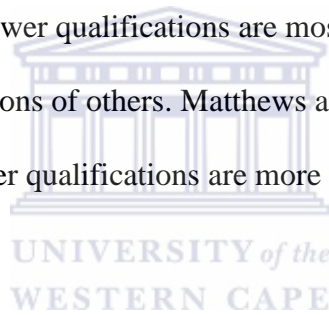 wer qualifications are mos
ons of others. Matthews a
er qualifications are more
UNIVERSITY of the
WESTERN CAPE